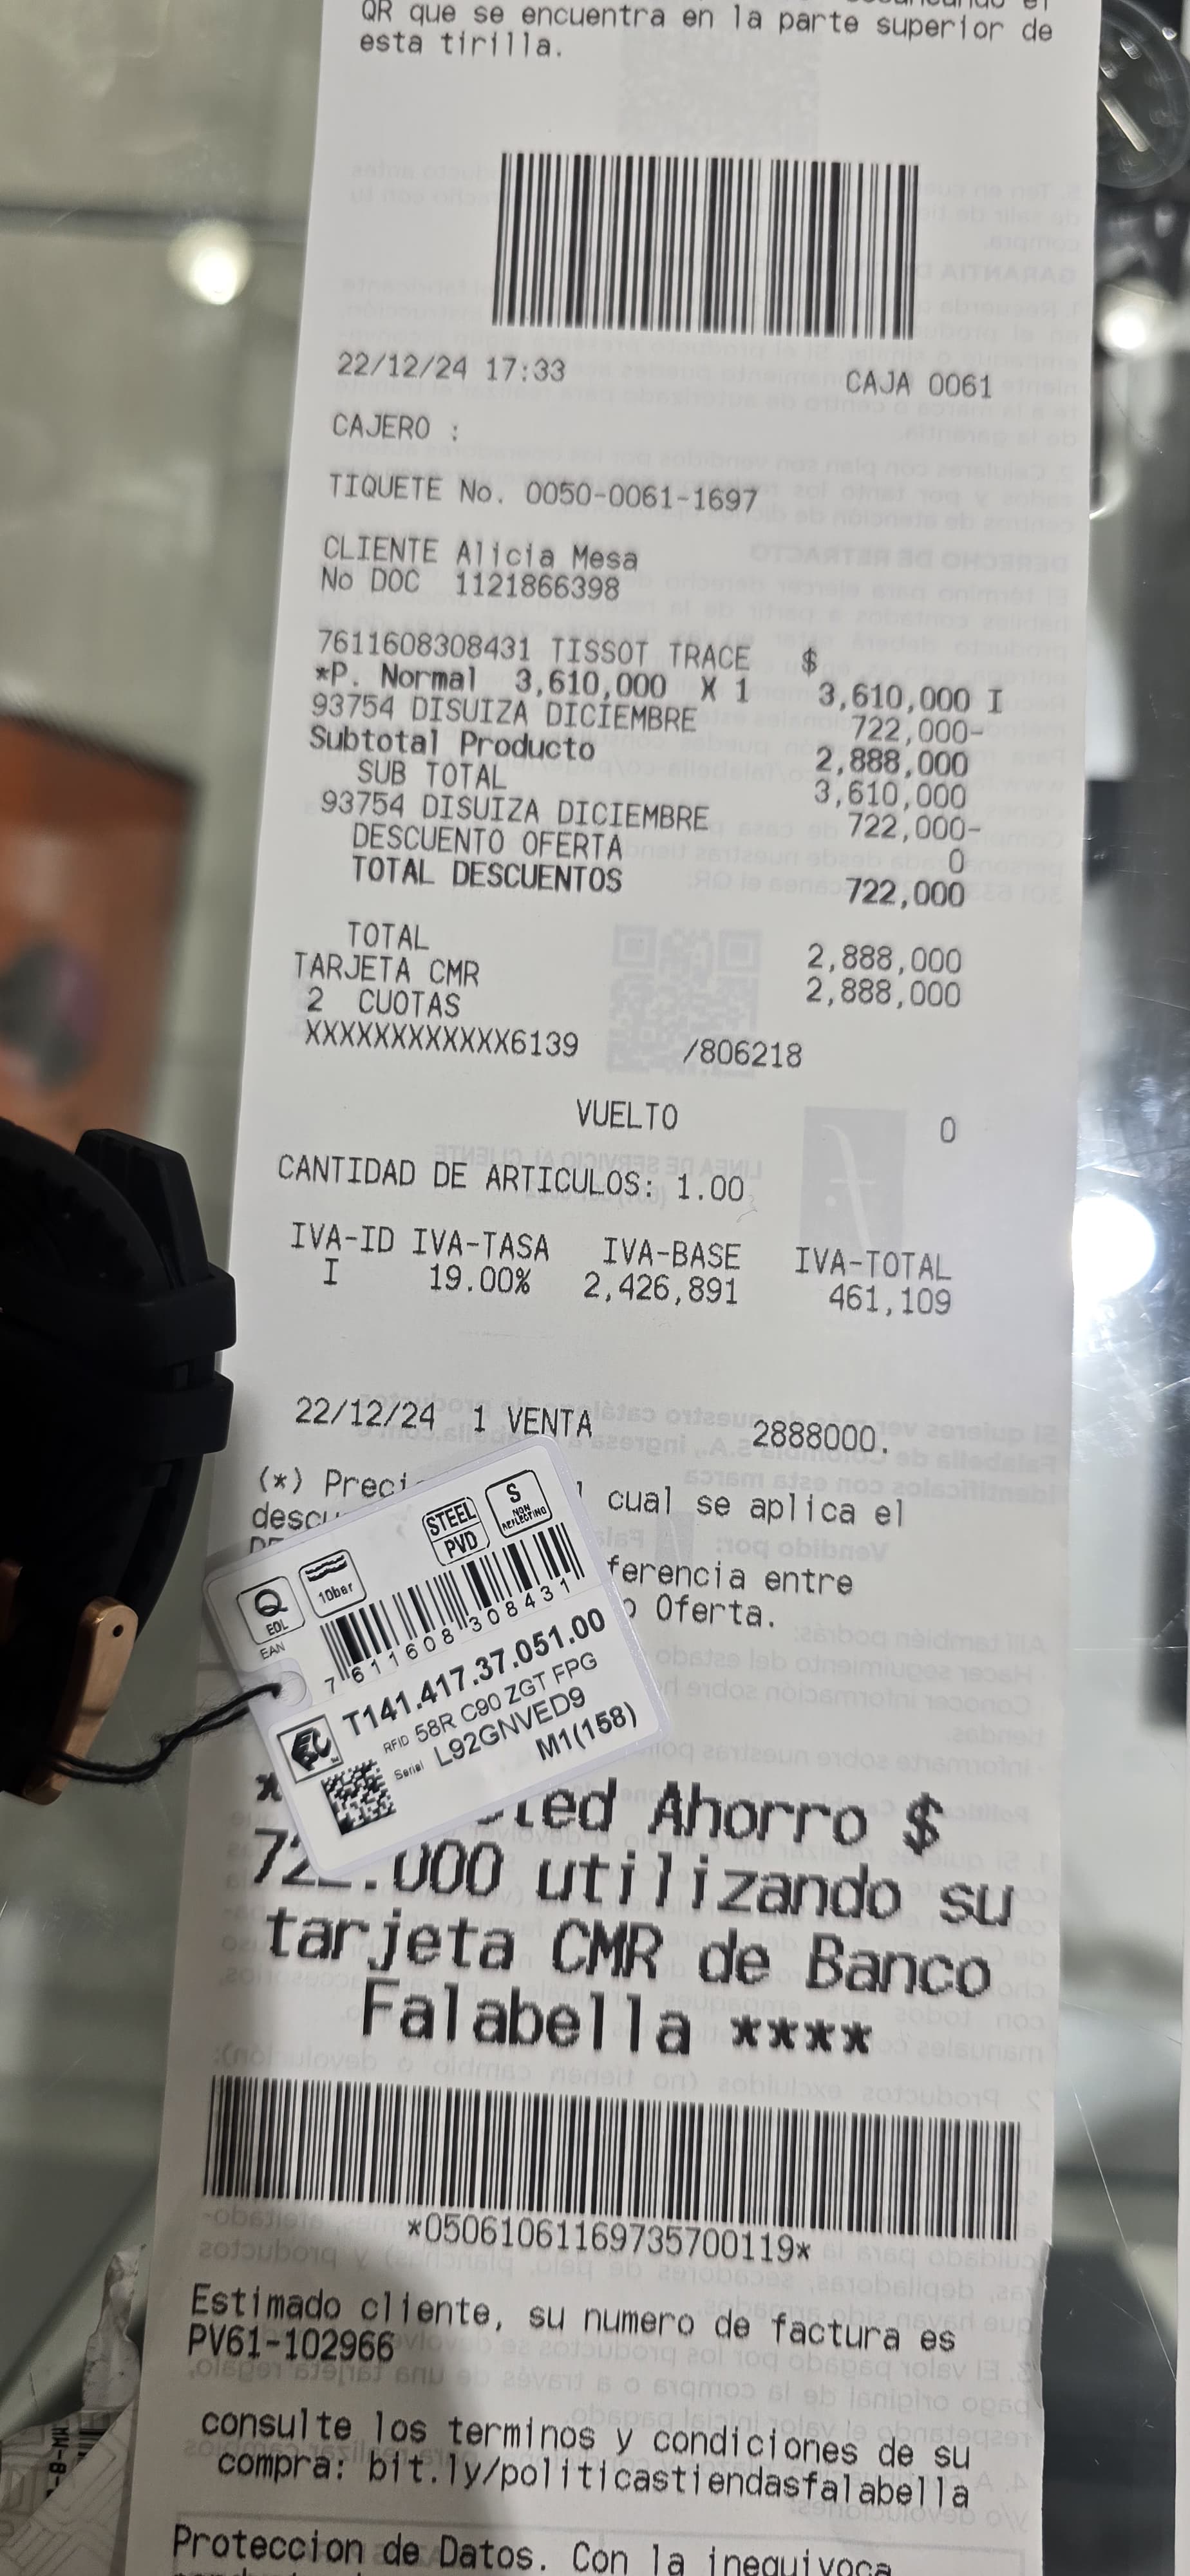 QR que se encuentra en la parte superior de
esta tirilla.
22/12/24 17:33 CAJA 0061
CAJERO :
TIQUETE No. 0050-0061-1697
CLIENTE Alicia Mesa
No DOC 1121866398
7611608308431 TISSOT TRACE $
*P. Normal 3,610,000 X 1 3,610,000 I
93754 DISUIZA DICIEMBRE 722,000-
Subtotal Producto 2,888,000
SUB TOTAL 3,610,000
93754 DISUIZA DICIEMBRE 722,000-
DESCUENTO OFERTA 0
TOTAL DESCUENTOS 722,000
TOTAL 2,888,000
TARJETA CMR 2,888,000
2 CUOTAS
XXXXXXXXXXXX6139 /806218
VUELTO 0
CANTIDAD DE ARTICULOS: 1.00
IVA-ID IVA-TASA IVA-BASE IVA-TOTAL
I 19.00% 2,426,891 461,109
22/12/24 1 VENTA 2888000.
(*) cual se aplica el
entre
Oferta.
STEEL
PVD
S
NON
REFLECTING
Q
EOL
10bar
EAN
7 611608 308431
T141.417.37.051.00
RFID 58R C90 ZGT FPG
Serial L92GNVED9
M1(158)
Ahorro $
utilizando su
tarjeta CMR de Banco
Falabella ****
*05061061169735700119*
Estimado cliente, su numero de factura es
PV61-102966
consulte los terminos y condiciones de su
compra: bit.ly/politicastiendasfalabella
Proteccion de Datos. Con la inequivoca